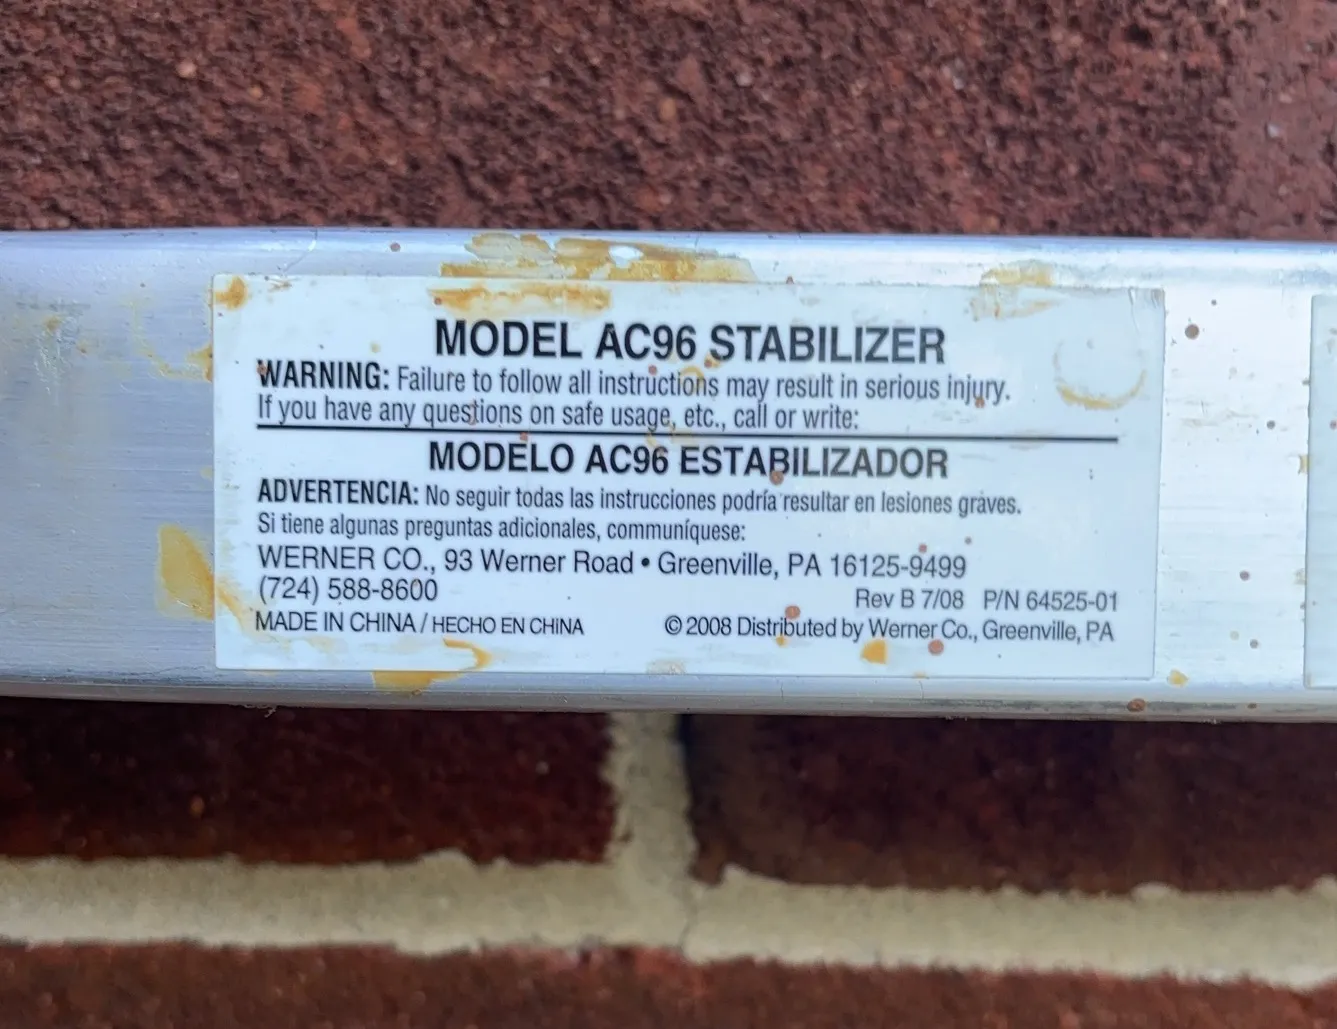 MODEL AC96 STABILIZER
WARNING: Failure to follow all instructions may result in serious injury.
If you have any questions on safe usage, etc., call or write:
MODELO AC96 ESTABILIZADOR
ADVERTENCIA: No seguir todas las instrucciones podría resultar en lesiones graves.
Si tiene algunas preguntas adicionales, communíquese:
WERNER CO., 93 Werner Road • Greenville, PA 16125-9499
(724) 588-8600
Rev B 7/08 P/N 64525-01
MADE IN CHINA / HECHO EN CHINA
© 2008 Distributed by Werner Co., Greenville, PA